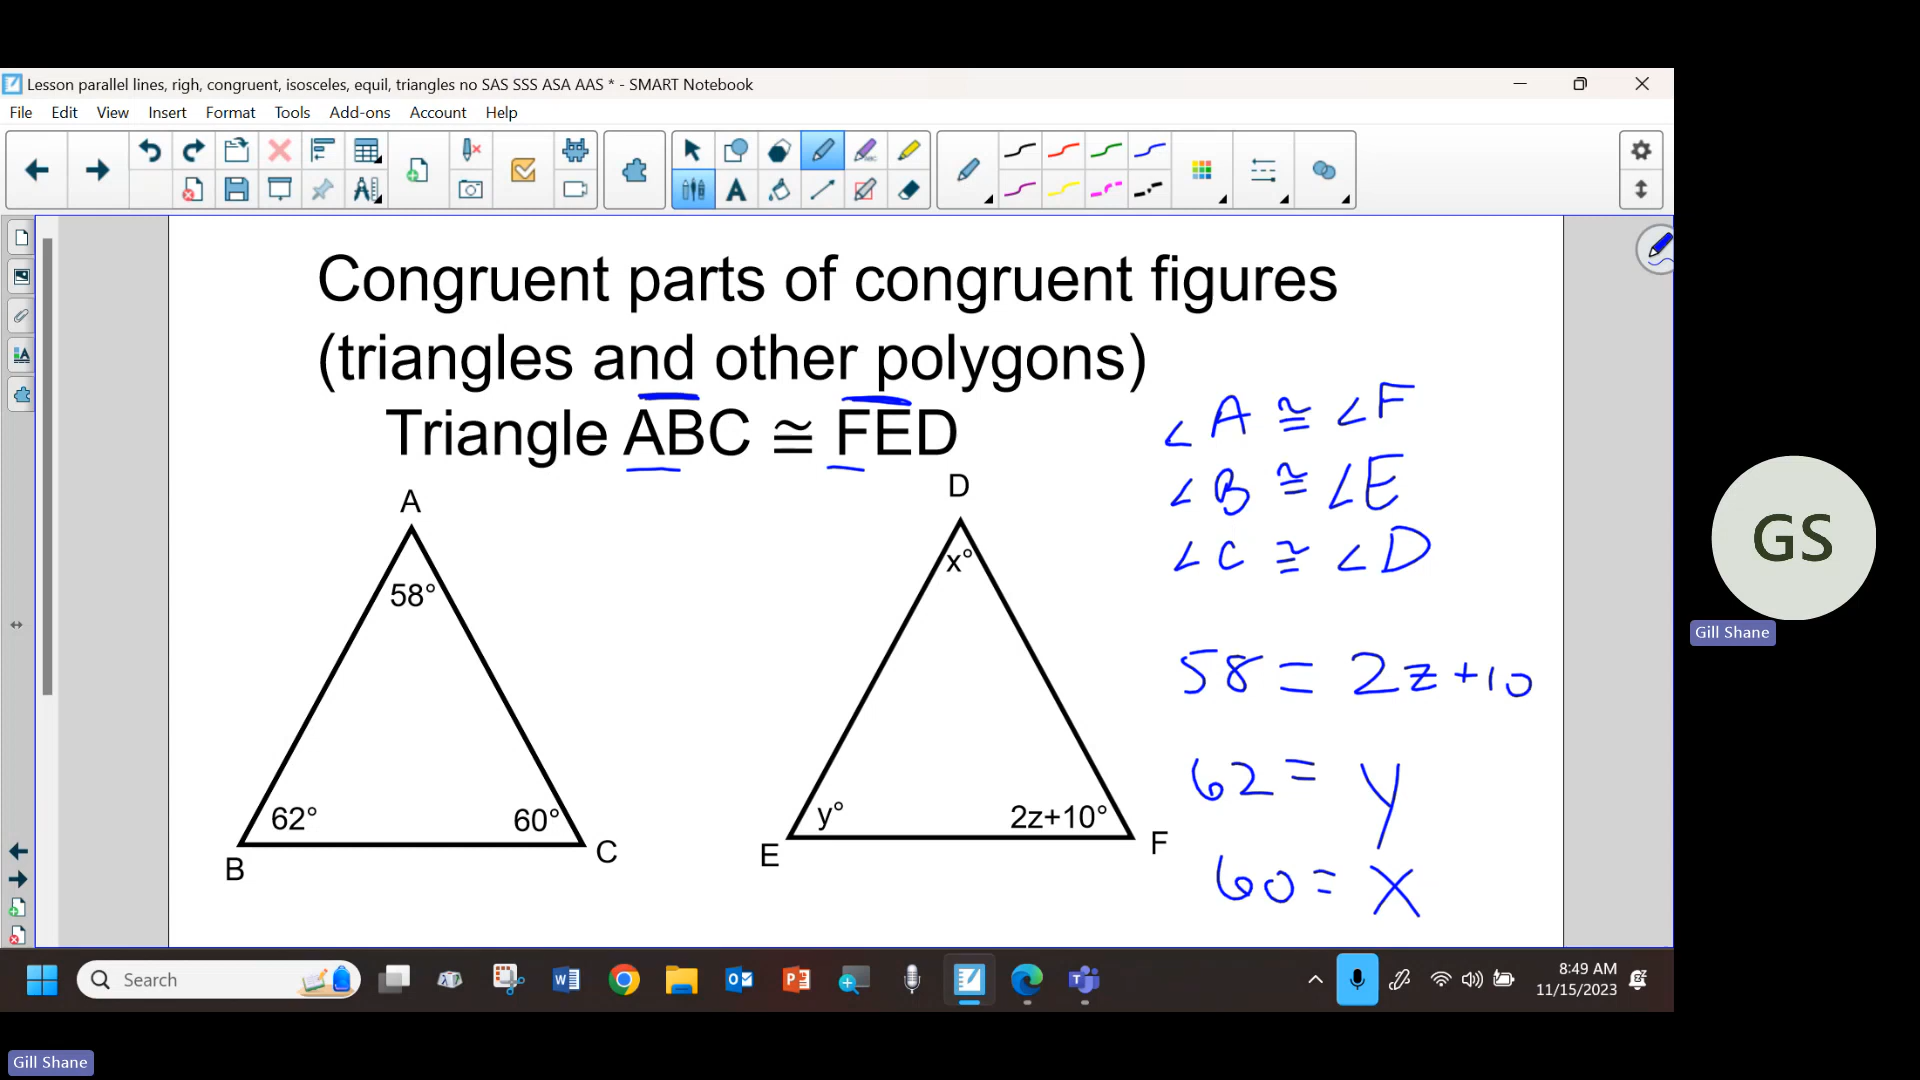 Lesson parallel lines, righ, congruent, isosceles, equil, triangles no SAS SSS ASA AAS * - SMART Notebook
File Edit View Insert Format Tools Add-ons Account Help
Congruent parts of congruent figures
(triangles and other polygons)
Triangle ABC ≅ FED
A
58°
62°
60°
B
C
D
x°
y°
2z+10°
E
F
∠A ≅ ∠F
∠B ≅ ∠E
∠C ≅ ∠D
58 = 2z+10
62 = y
60 = x
GS
Gill Shane
Search
8:49 AM
11/15/2023
Gill Shane